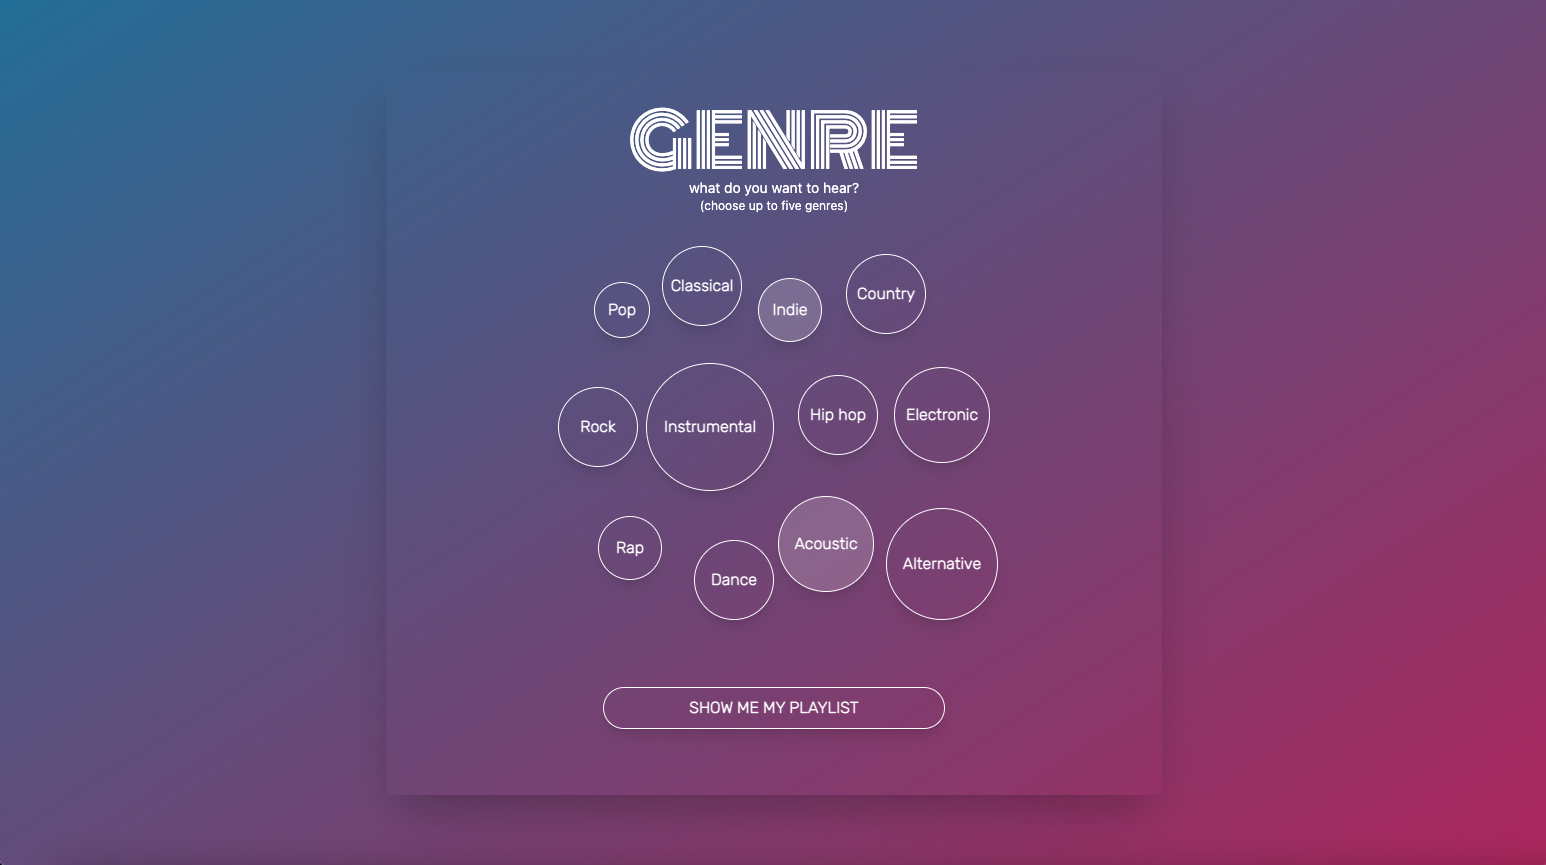 GENRE
what do you want to hear?
(choose up to five genres)
Pop
Classical
Indie
Country
Rock
Instrumental
Hip hop
Electronic
Rap
Dance
Acoustic
Alternative
SHOW ME MY PLAYLIST